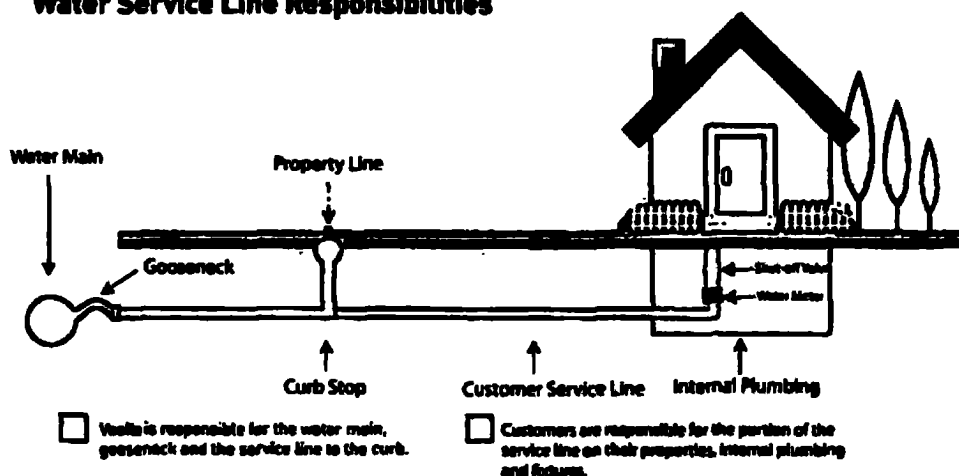 Water Service Line Responsibilities
Water Main
Property Line
Gooseneck
Shut-off Valve
Water Meter
Curb Stop
Customer Service Line
Internal Plumbing
Veolia is responsible for the water main,
gooseneck and the service line to the curb.
Customers are responsible for the portion of the
service line on their properties, internal plumbing
and fixtures.